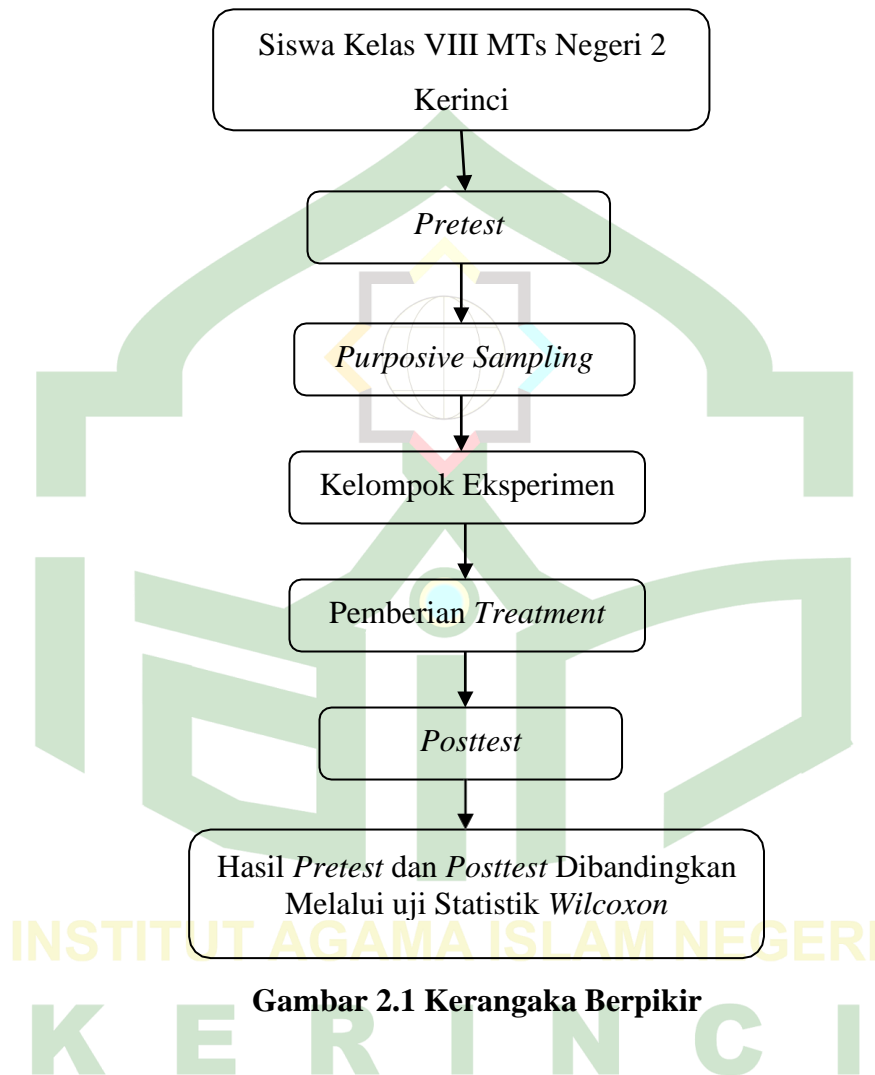 Siswa Kelas VIII MTs Negeri 2
Kerinci
Pretest
Purposive Sampling
Kelompok Eksperimen
Pemberian Treatment
Posttest
Hasil Pretest dan Posttest Dibandingkan
Melalui uji Statistik Wilcoxon
INSTITUT AGAMA ISLAM NEGERI
Gambar 2.1 Kerangaka Berpikir
KERINCI